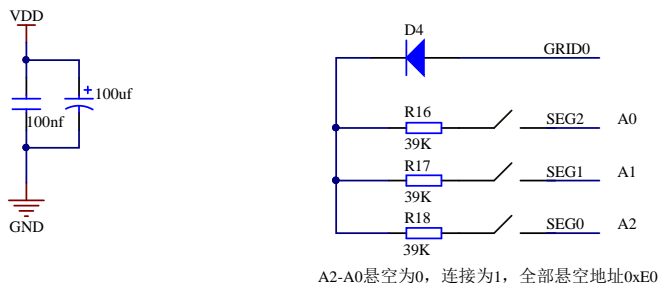 VDD
100uf
100nf
GND
D4
GRID0
R16
39K
SEG2
A0
R17
39K
SEG1
A1
R18
39K
SEG0
A2
A2-A0悬空为0，连接为1，全部悬空地址0xE0